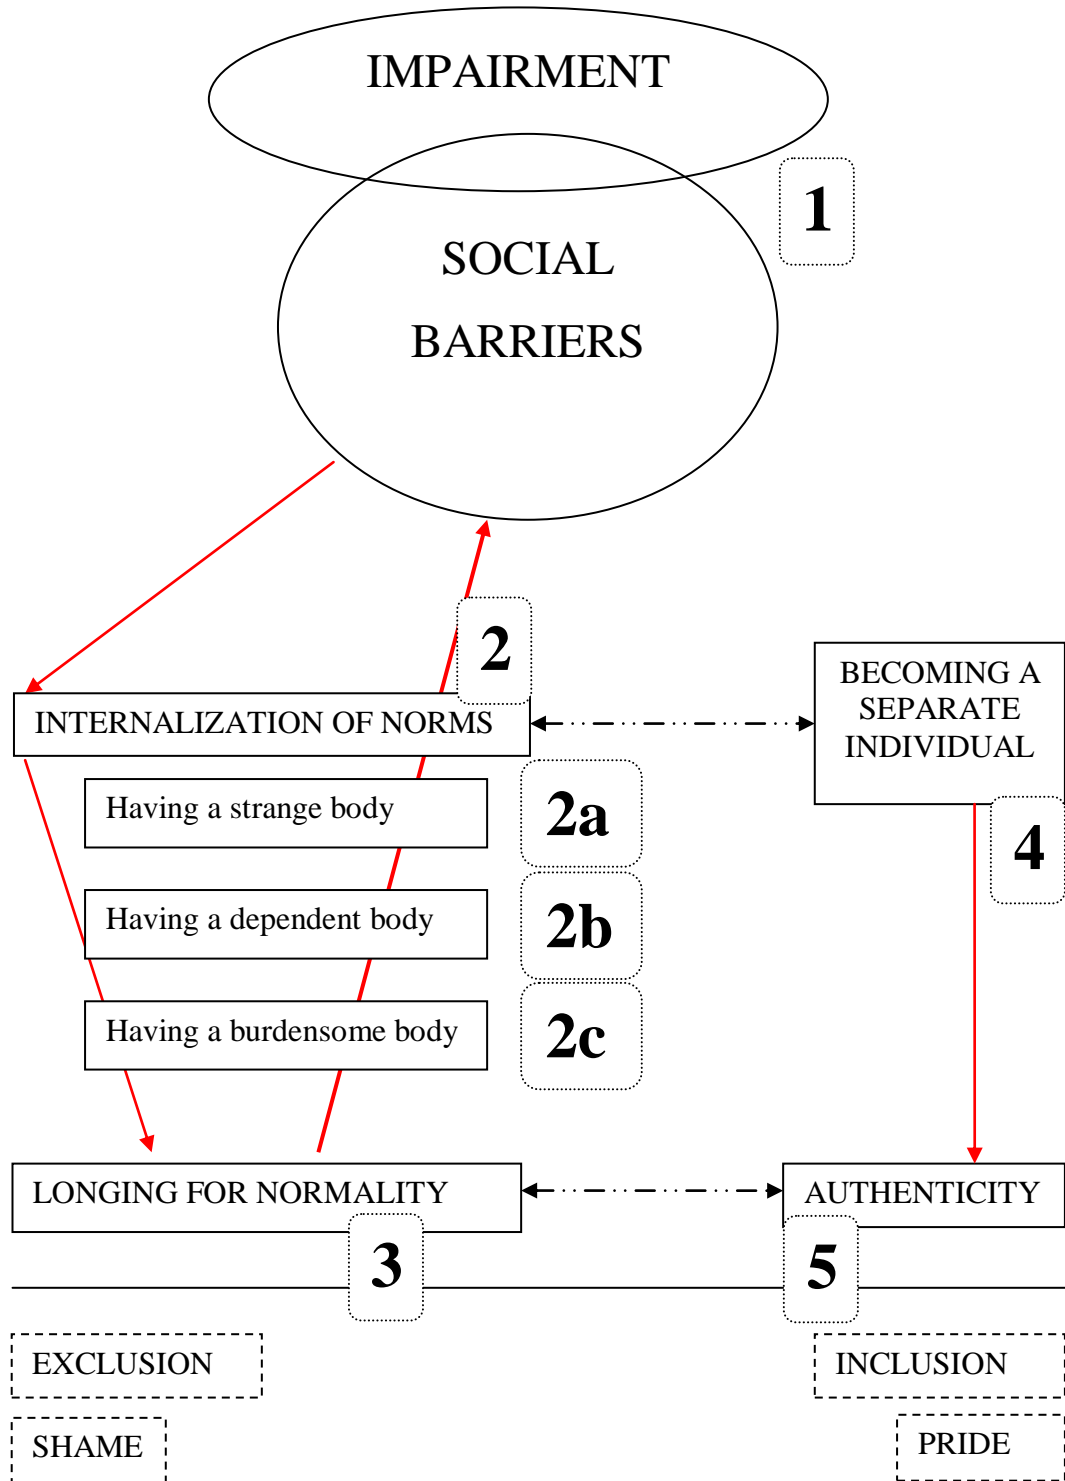 IMPAIRMENT
1
SOCIAL
BARRIERS
2
INTERNALIZATION OF NORMS
BECOMING A
SEPARATE
INDIVIDUAL
Having a strange body
2a
4
Having a dependent body
2b
Having a burdensome body
2c
LONGING FOR NORMALITY
AUTHENTICITY
3
5
EXCLUSION
INCLUSION
SHAME
PRIDE